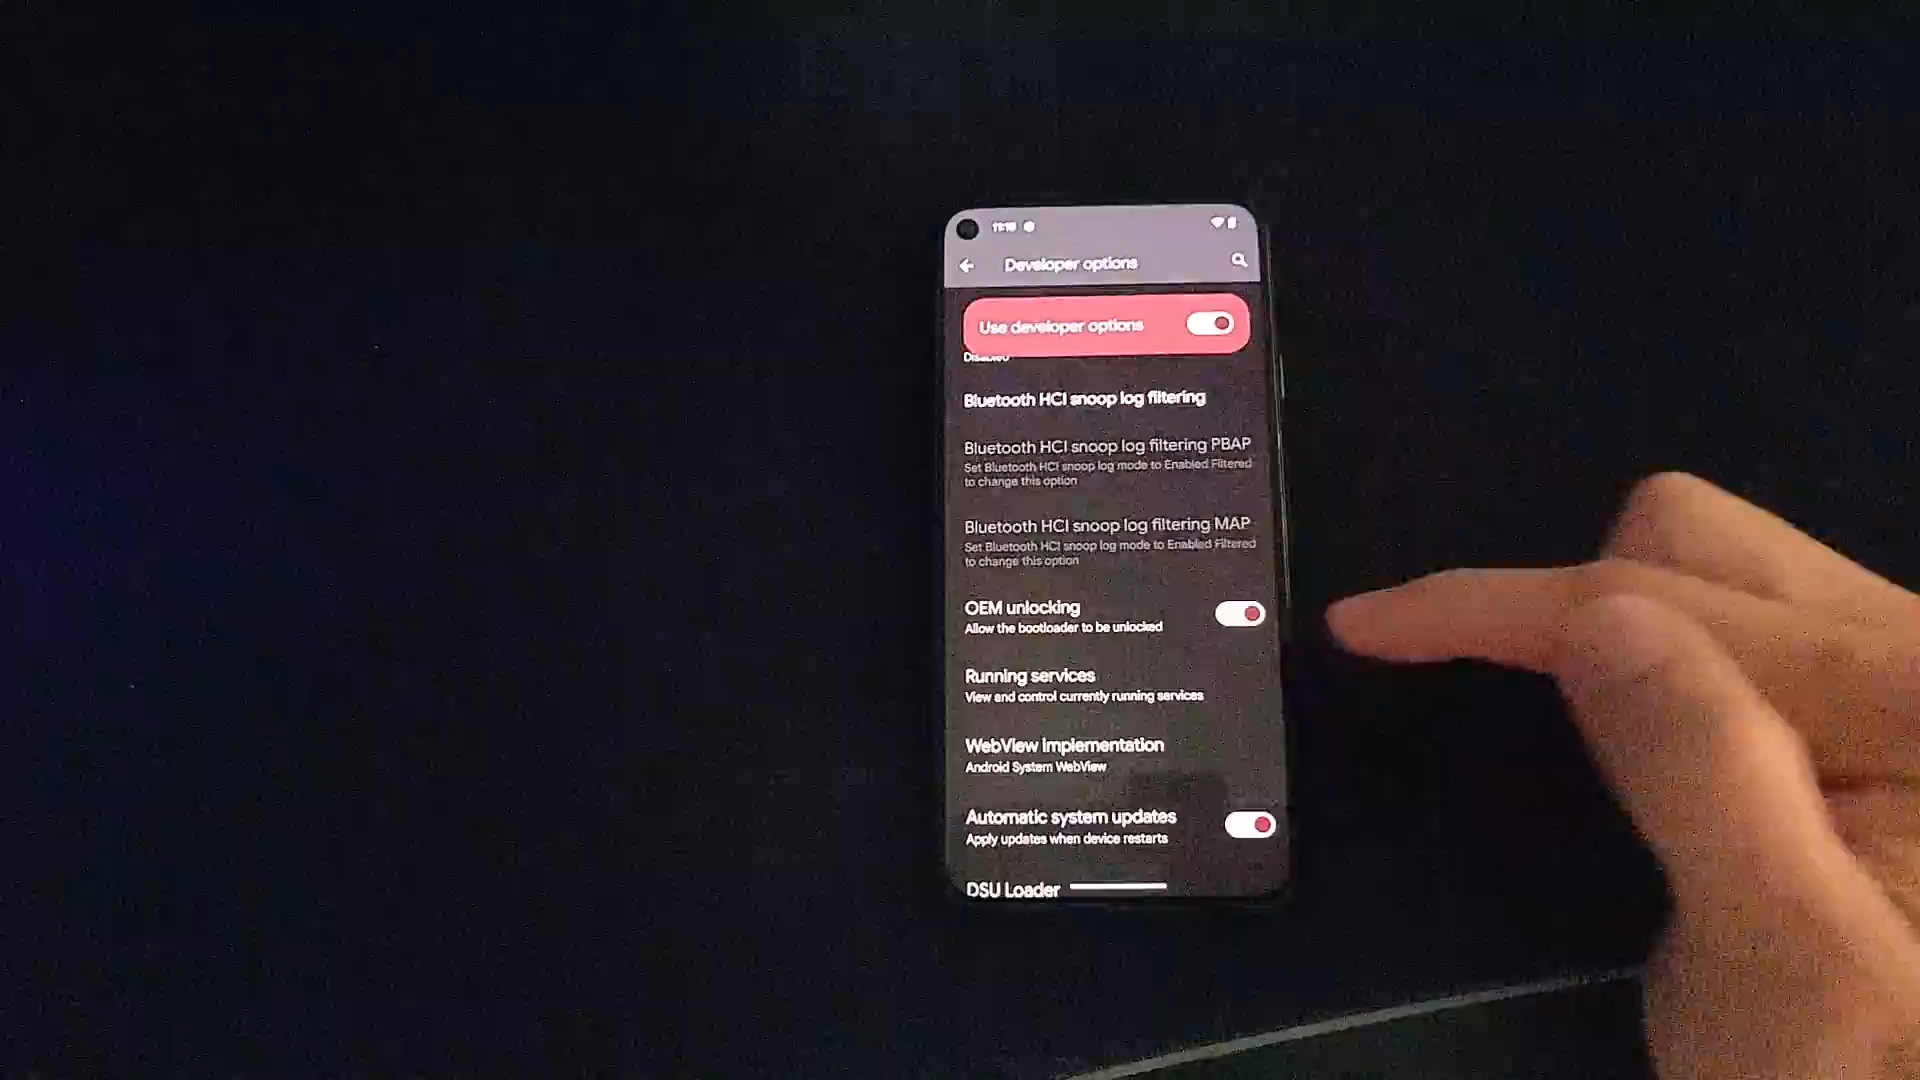 11:18
Developer options
Use developer options
Disabled
Bluetooth HCI snoop log filtering
Bluetooth HCI snoop log filtering PBAP
Set Bluetooth HCI snoop log mode to Enabled Filtered
to change this option
Bluetooth HCI snoop log filtering MAP
Set Bluetooth HCI snoop log mode to Enabled Filtered
to change this option
OEM unlocking
Allow the bootloader to be unlocked
Running services
View and control currently running services
WebView implementation
Android System WebView
Automatic system updates
Apply updates when device restarts
DSU Loader